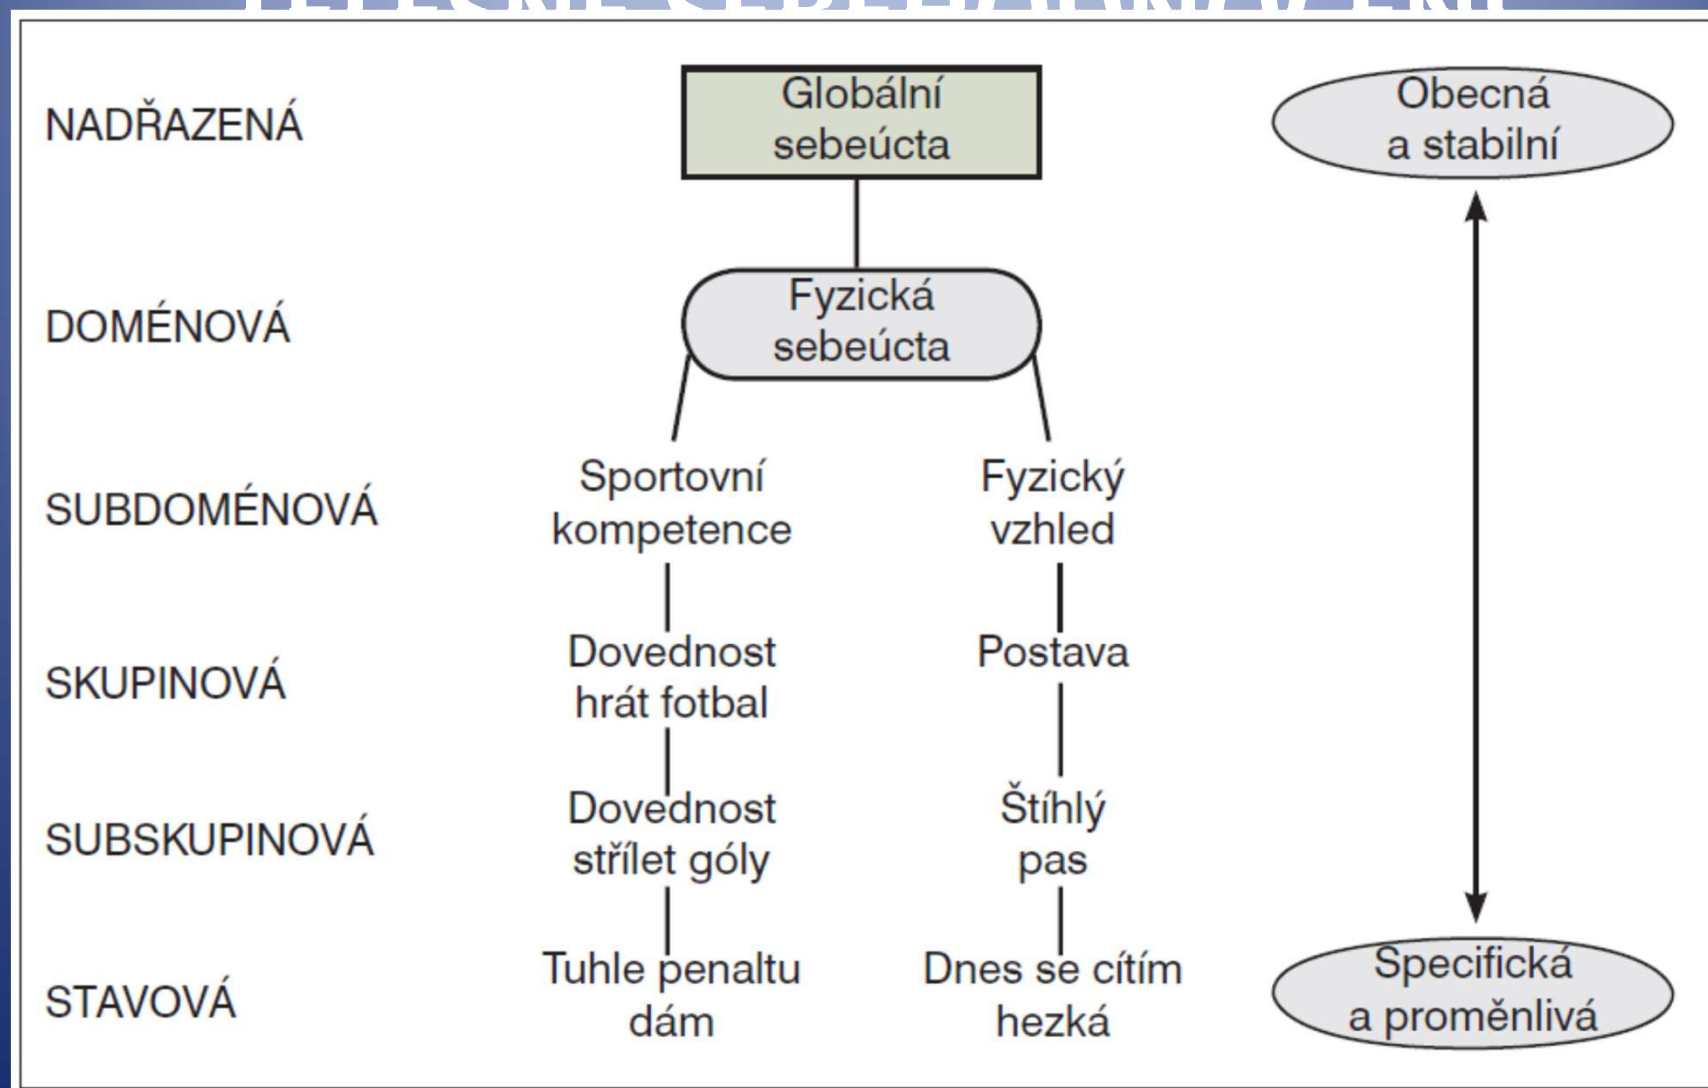 NADŘAZENÁ
Globální
sebeúcta
Obecná
a stabilní
DOMÉNOVÁ
Fyzická
sebeúcta
SUBDOMÉNOVÁ
Sportovní
kompetence
Fyzický
vzhled
SKUPINOVÁ
Dovednost
hrát fotbal
Postava
SUBSKUPINOVÁ
Dovednost
střílet góly
Štíhlý
pas
STAVOVÁ
Tuhle penaltu
dám
Dnes se cítím
hezká
Specifická
a proměnlivá